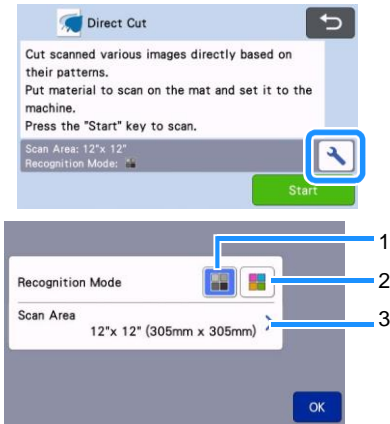 Direct Cut
Cut scanned various images directly based on
their patterns.
Put material to scan on the mat and set it to the
machine.
Press the "Start" key to scan.
Scan Area: 12"x 12"
Recognition Mode:
Start
1
Recognition Mode
2
Scan Area
3
12"x 12" (305mm x 305mm)
OK